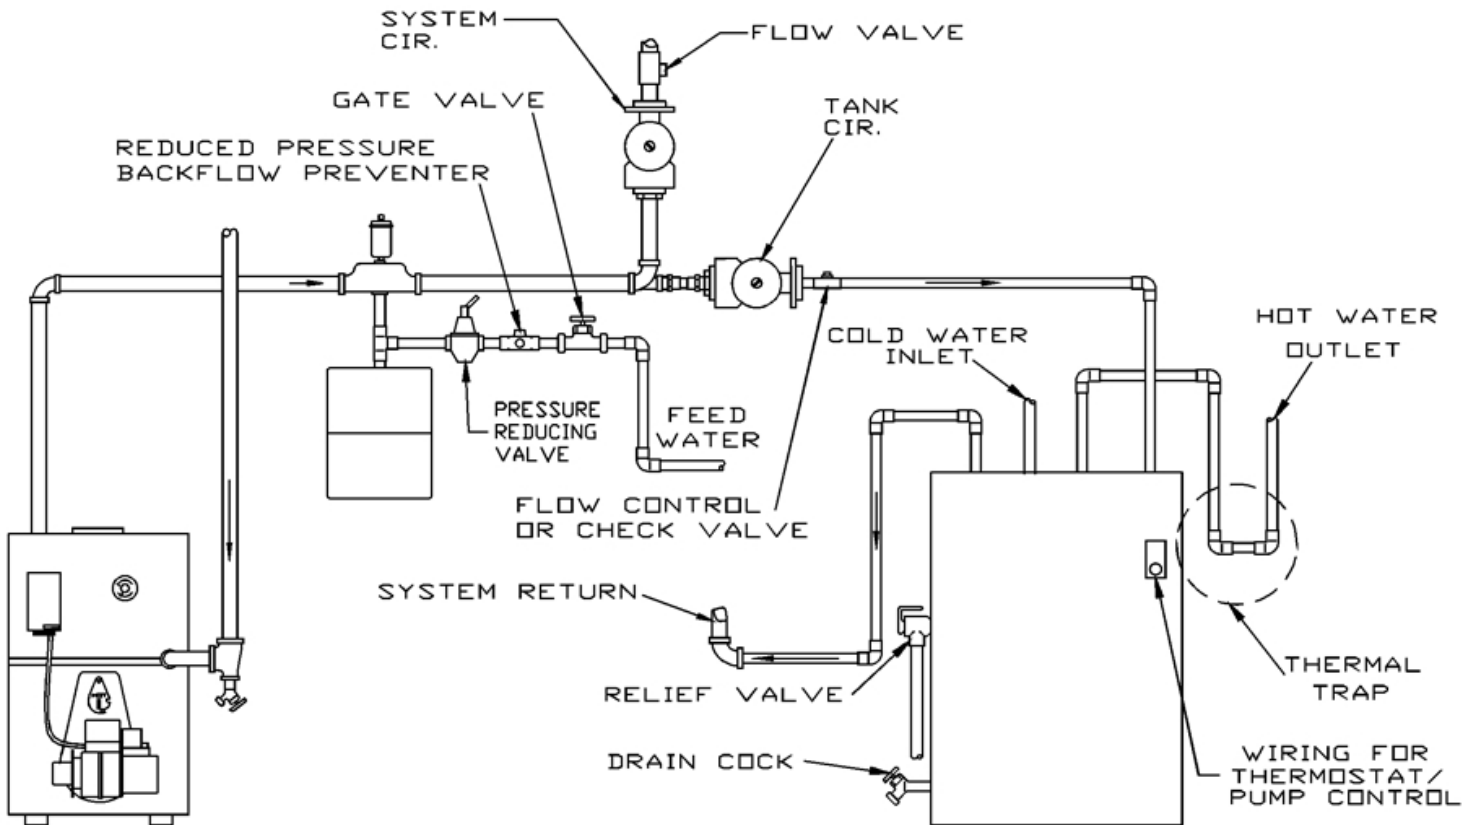 SYSTEM
CIR.
FLOW VALVE
GATE VALVE
TANK
CIR.
REDUCED PRESSURE
BACKFLOW PREVENTER
HOT WATER
OUTLET
COLD WATER
INLET
PRESSURE
REDUCING
VALVE
FEED
WATER
FLOW CONTROL
OR CHECK VALVE
SYSTEM RETURN
THERMAL
TRAP
RELIEF VALVE
DRAIN COCK
WIRING FOR
THERMOSTAT/
PUMP CONTROL